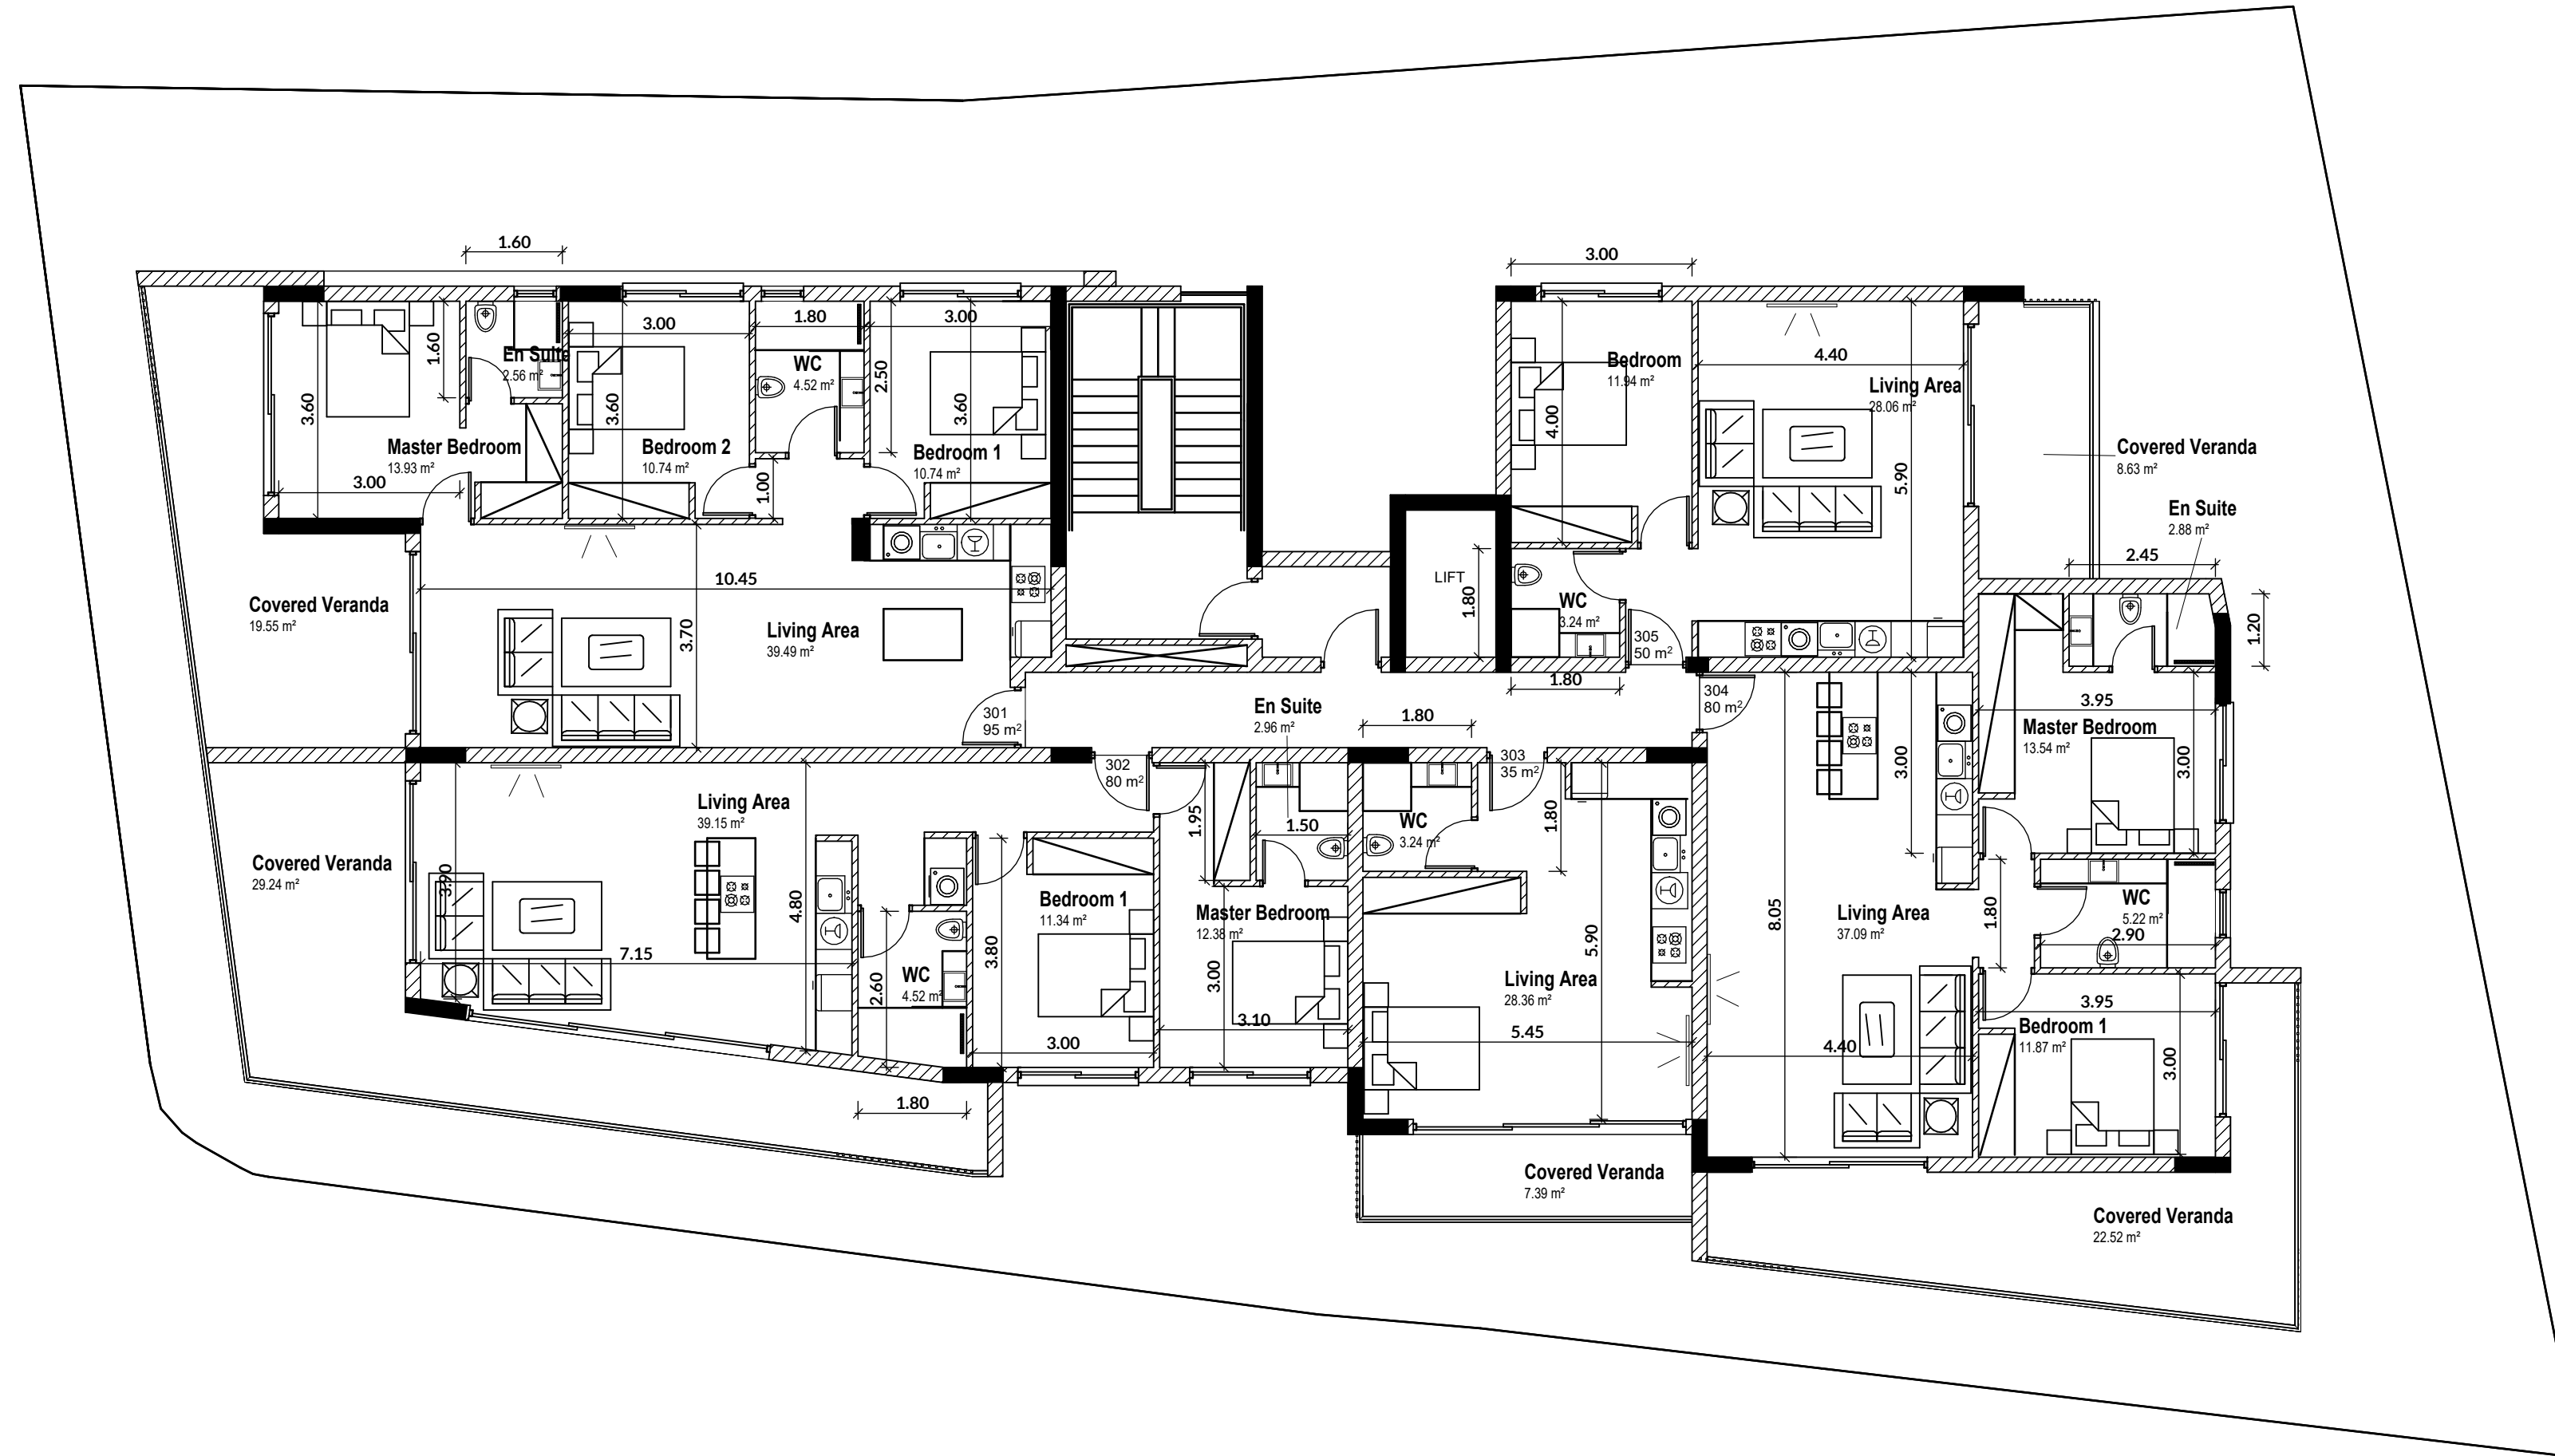 1.60
3.00
3.00
1.80
3.00
1.60
En Suite
2.56 m²
WC
4.52 m²
2.50
3.60
3.60
3.60
Master Bedroom
13.93 m²
Bedroom 2
10.74 m²
Bedroom 1
10.74 m²
3.00
1.00
Bedroom
11.94 m²
4.00
4.40
Living Area
28.06 m²
5.90
Covered Veranda
8.63 m²
En Suite
2.88 m²
2.45
1.20
10.45
Covered Veranda
19.55 m²
3.70
Living Area
39.49 m²
LIFT
1.80
WC
3.24 m²
305
50 m²
1.80
301
95 m²
En Suite
2.96 m²
1.80
304
80 m²
3.95
Master Bedroom
13.54 m²
3.00
3.00
302
80 m²
303
35 m²
Living Area
39.15 m²
1.95
1.50
WC
3.24 m²
1.80
Covered Veranda
29.24 m²
3.90
4.80
Bedroom 1
11.34 m²
Master Bedroom
12.38 m²
8.05
Living Area
37.09 m²
1.80
WC
5.22 m²
2.90
7.15
WC
4.52 m²
2.60
3.80
3.00
5.90
Living Area
28.36 m²
3.00
3.10
5.45
4.40
3.95
Bedroom 1
11.87 m²
3.00
1.80
Covered Veranda
7.39 m²
Covered Veranda
22.52 m²